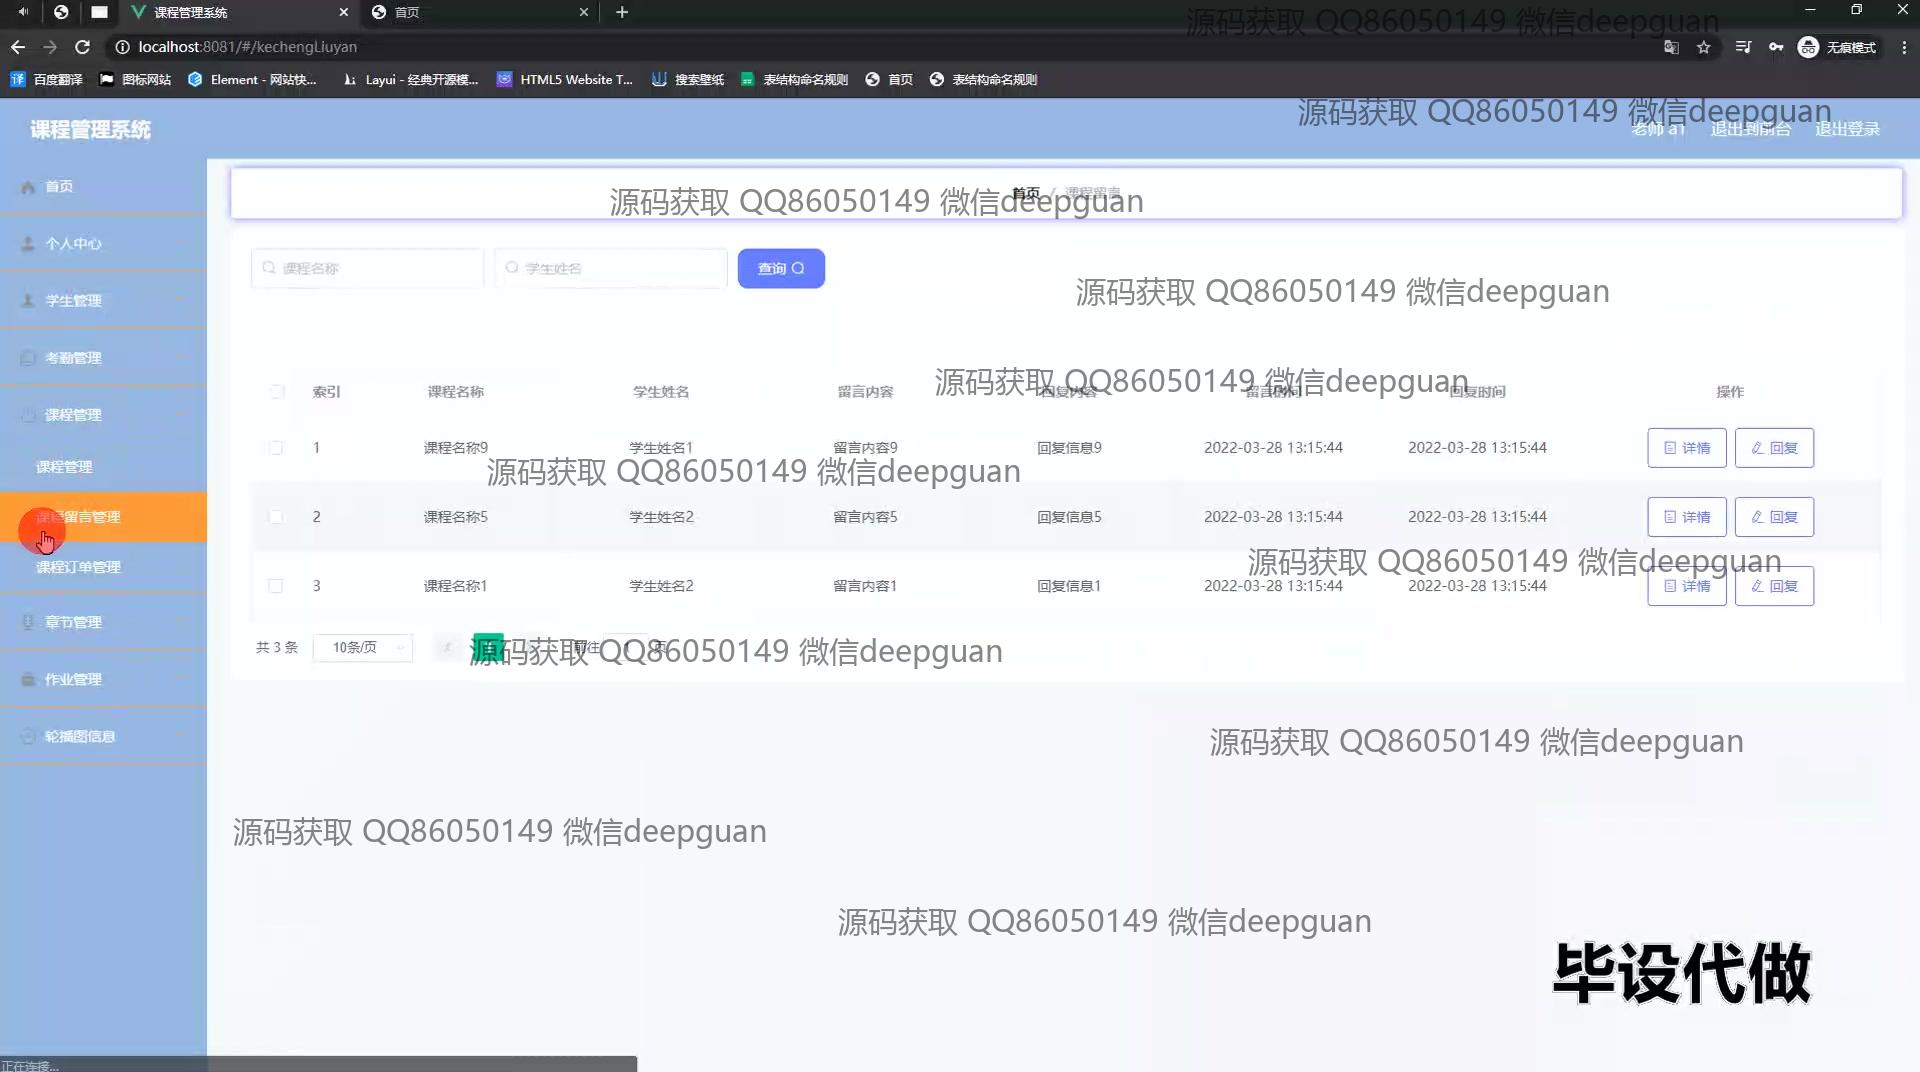 课程管理系统
首页
源码获取 QQ86050149 微信deepguan
localhost:8081/#/kechengLiuyan
无痕模式
百度翻译
图标网站
Element - 网站快...
Layui - 经典开源模...
HTML5 Website T...
搜索壁纸
表结构命名规则
首页
表结构命名规则
源码获取 QQ86050149 微信deepguan
课程管理系统
老师 a1 退出到前台 退出登录
首页
首页 / 课程留言
源码获取 QQ86050149 微信deepguan
个人中心
课程名称
学生姓名
查询
源码获取 QQ86050149 微信deepguan
学生管理
考勤管理
源码获取 QQ86050149 微信deepguan
索引 课程名称 学生姓名 留言内容 回复内容 留言时间 回复时间 操作
课程管理
1 课程名称9 学生姓名1 留言内容9 回复信息9 2022-03-28 13:15:44 2022-03-28 13:15:44 详情 回复
课程管理
源码获取 QQ86050149 微信deepguan
课程留言管理
2 课程名称5 学生姓名2 留言内容5 回复信息5 2022-03-28 13:15:44 2022-03-28 13:15:44 详情 回复
源码获取 QQ86050149 微信deepguan
课程订单管理
3 课程名称1 学生姓名2 留言内容1 回复信息1 2022-03-28 13:15:44 2022-03-28 13:15:44 详情 回复
章节管理
共 3 条 10条/页 前往 1 页
源码获取 QQ86050149 微信deepguan
作业管理
轮播图信息
源码获取 QQ86050149 微信deepguan
源码获取 QQ86050149 微信deepguan
源码获取 QQ86050149 微信deepguan
毕设代做
正在连接...